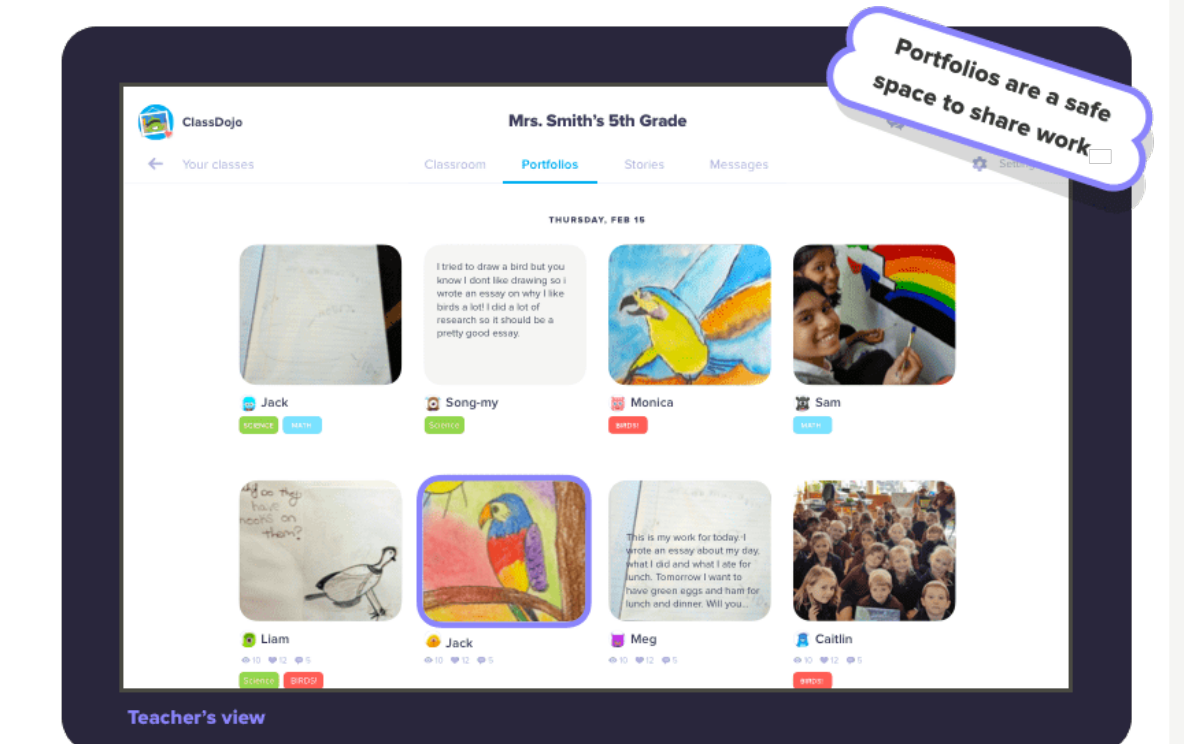 Portfolios are a safe
space to share work
ClassDojo
Mrs. Smith's 5th Grade
Your classes
Classroom
Portfolios
Stories
Messages
THURSDAY, FEB 15
I tried to draw a bird but you
know I dont like drawing so i
wrote an essay on why I like
birds a lot! I did a lot of
research so it should be a
pretty good essay.
Jack
Song-my
Monica
Sam
SCIENCE
MATH
Science
BIRDS!
MATH
they
have
hooks on
them?
This is my work for today. I
wrote an essay about my day,
what I did and what I ate for
lunch. Tomorrow I want to
have green eggs and ham for
lunch and dinner. Will you...
Liam
Jack
Meg
Caitlin
10 12 5
10 12 5
10 12 5
10 12 5
Science
BIRDS!
BIRDS!
Teacher's view